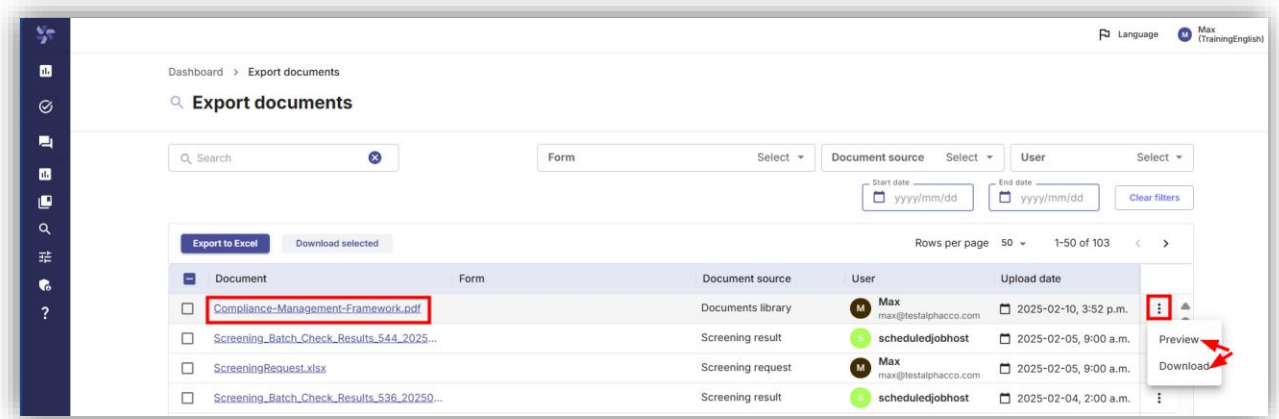 Language
M Max
(TrainingEnglish)
Dashboard > Export documents
Export documents
Search
Form Select
Document source Select
User Select
Start date
yyyy/mm/dd
End date
yyyy/mm/dd
Clear filters
Export to Excel Download selected Rows per page 50 1-50 of 103 < >
Document Form Document source User Upload date
Compliance-Management-Framework.pdf Documents library M Max 2025-02-10, 3:52 p.m.
max@testalphacco.com
Screening_Batch_Check_Results_544_2025... Screening result S scheduledjobhost 2025-02-05, 9:00 a.m.
Preview
ScreeningRequest.xlsx Screening request M Max 2025-02-05, 9:00 a.m.
max@testalphacco.com
Download
Screening_Batch_Check_Results_536_20250... Screening result S scheduledjobhost 2025-02-04, 2:00 a.m.
?